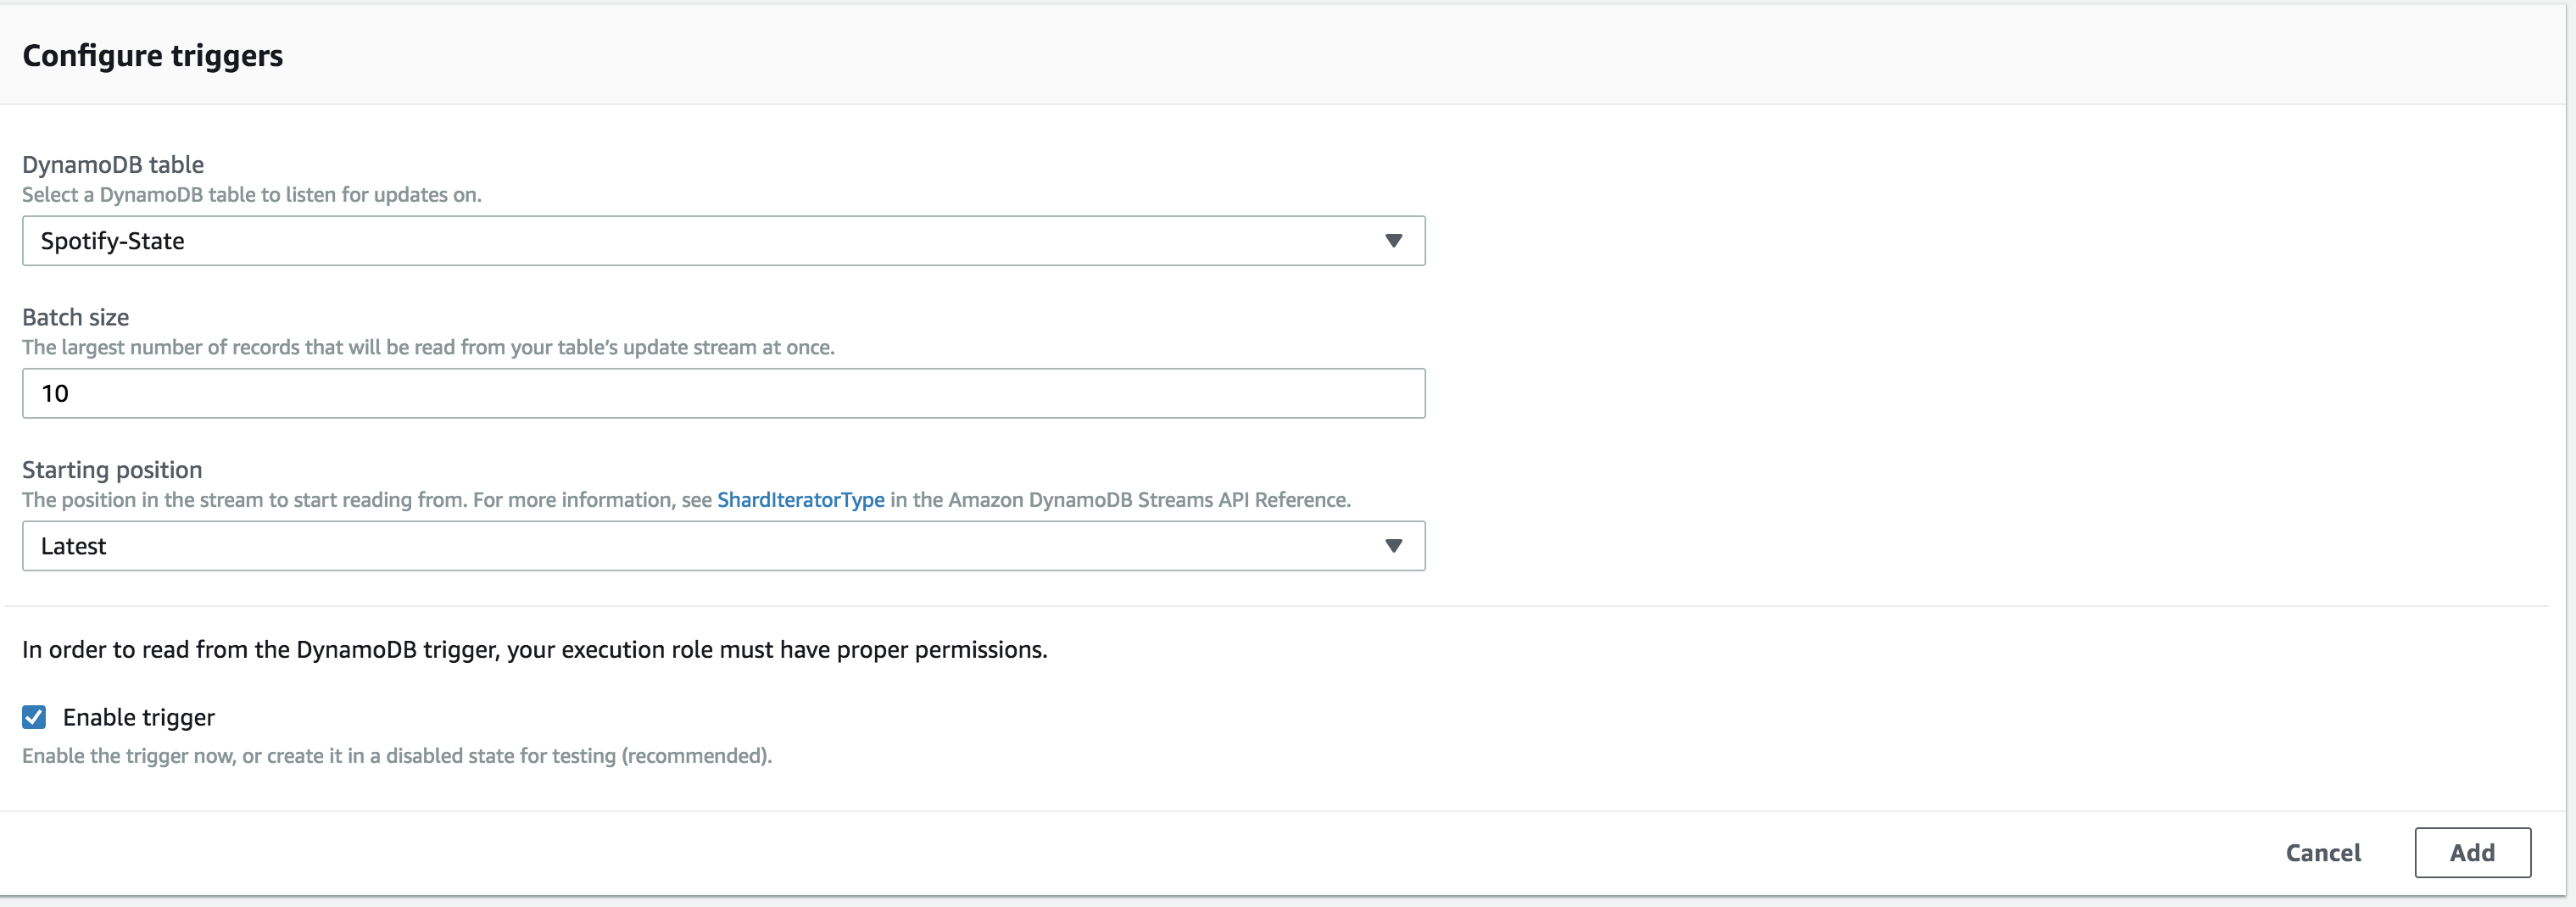 Configure triggers
DynamoDB table
Select a DynamoDB table to listen for updates on.
Spotify-State
Batch size
The largest number of records that will be read from your table’s update stream at once.
10
Starting position
The position in the stream to start reading from. For more information, see ShardIteratorType in the Amazon DynamoDB Streams API Reference.
Latest
In order to read from the DynamoDB trigger, your execution role must have proper permissions.
Enable trigger
Enable the trigger now, or create it in a disabled state for testing (recommended).
Cancel Add